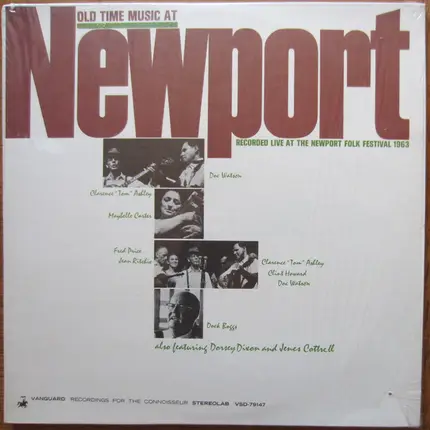 OLD TIME MUSIC AT
Newport
RECORDED LIVE AT THE NEWPORT FOLK FESTIVAL 1963
Doc Watson
Clarence "Tom" Ashley
Maybelle Carter
Fred Price
Jean Ritchie
Clarence "Tom" Ashley
Clint Howard
Doc Watson
Dock Boggs
also featuring Dorsey Dixon and Jenes Cottrell
VANGUARD RECORDINGS FOR THE CONNOISSEUR STEREOLAB VSD-79147